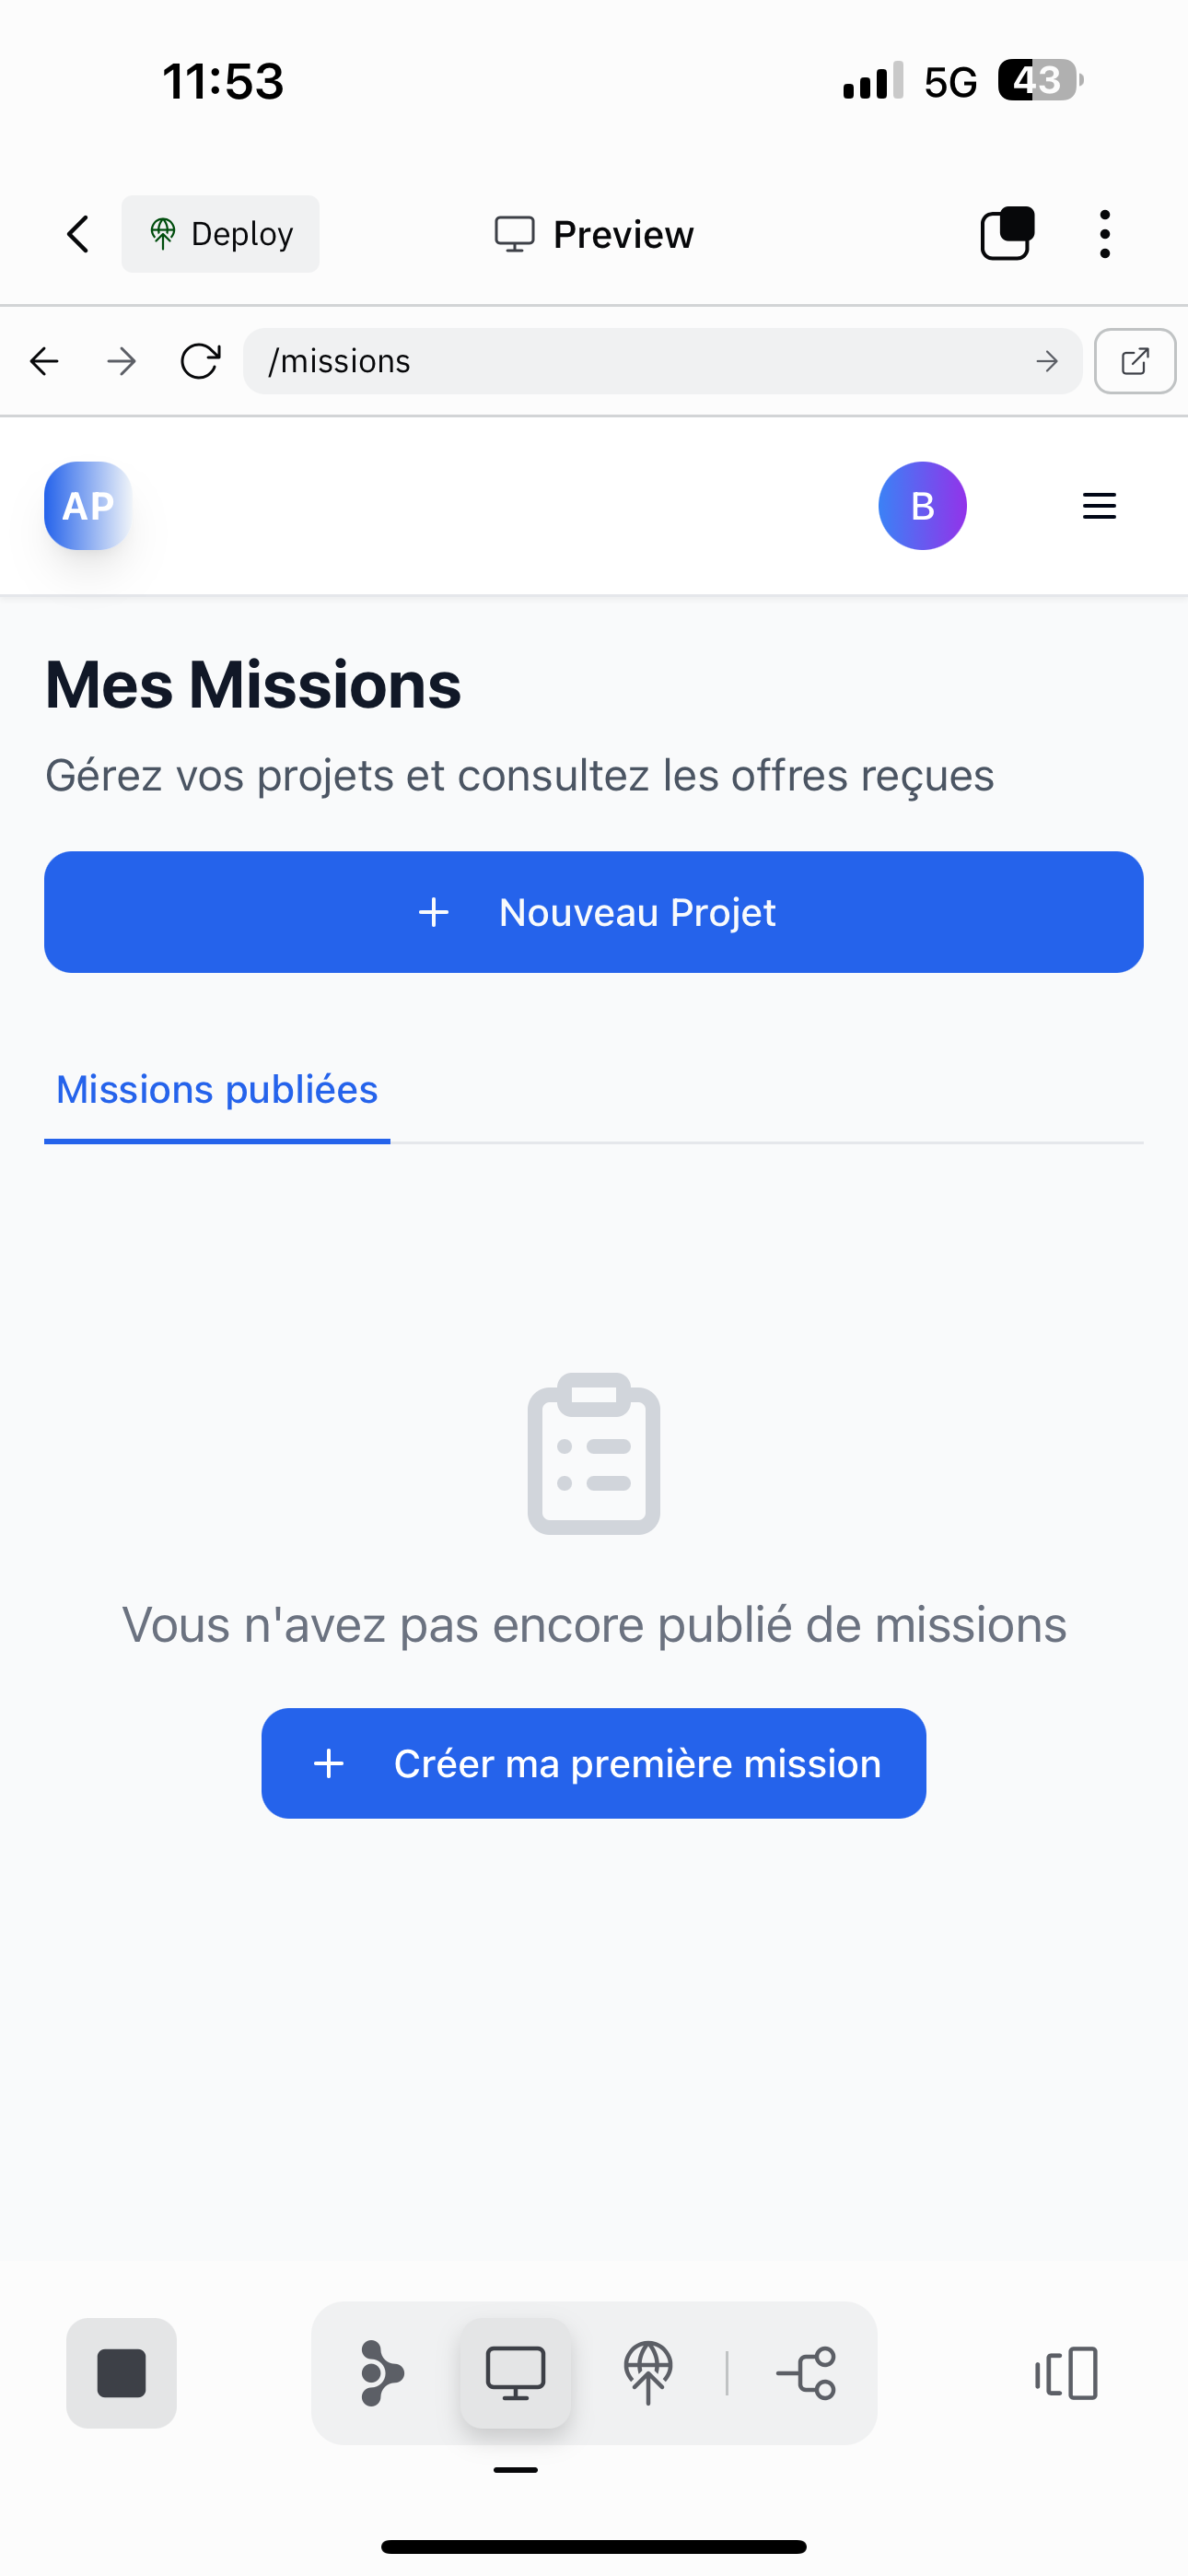 11:53
5G
43
Deploy
Preview
/missions
AP
B
Mes Missions
Gérez vos projets et consultez les offres reçues
Nouveau Projet
Missions publiées
Vous n'avez pas encore publié de missions
Créer ma première mission